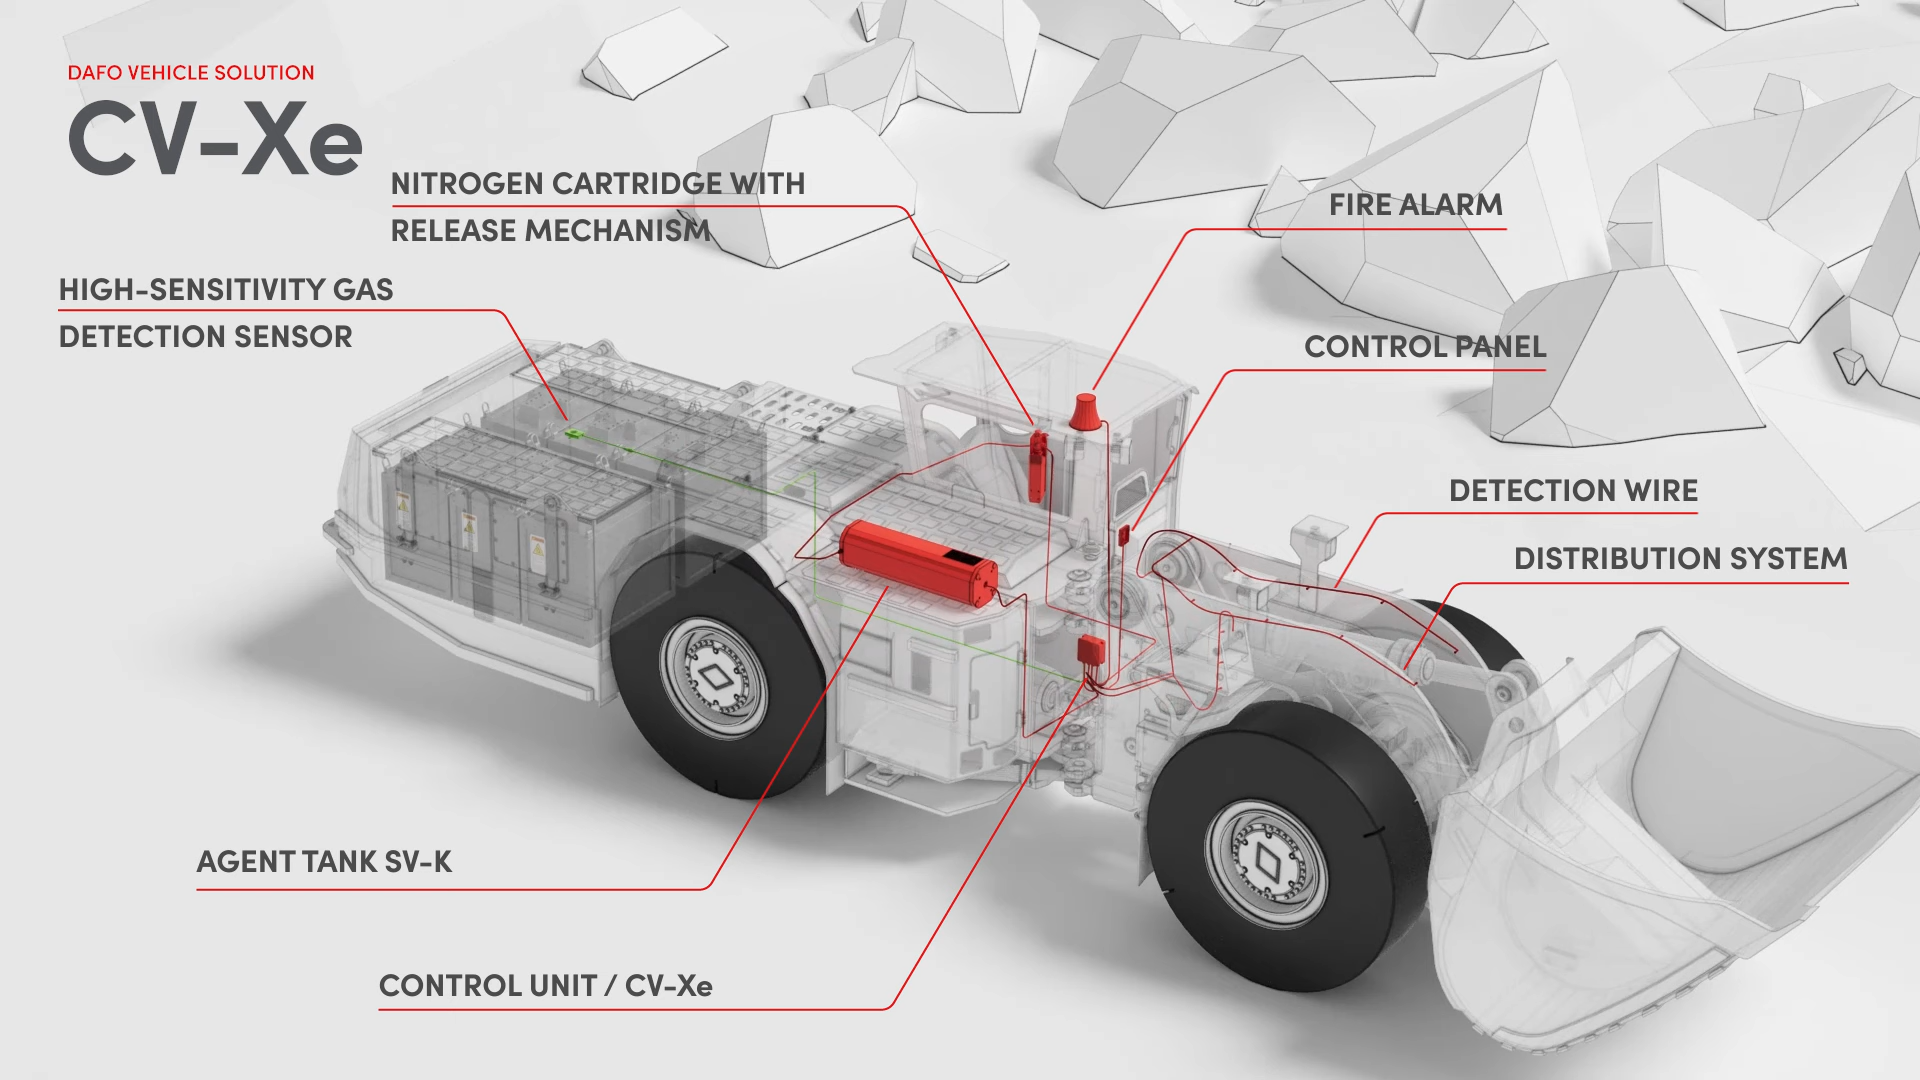 DAFO VEHICLE SOLUTION
CV-Xe
NITROGEN CARTRIDGE WITH
RELEASE MECHANISM
FIRE ALARM
HIGH-SENSITIVITY GAS
DETECTION SENSOR
CONTROL PANEL
DETECTION WIRE
DISTRIBUTION SYSTEM
AGENT TANK SV-K
CONTROL UNIT / CV-Xe